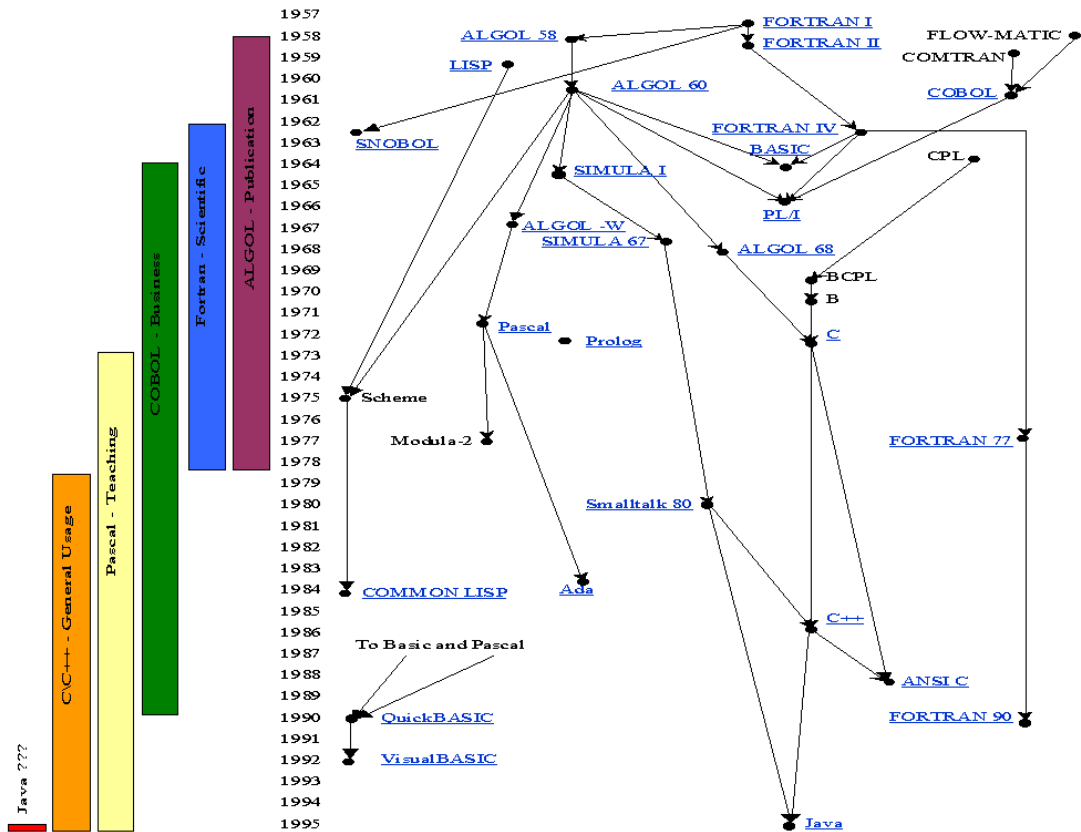 1957
1958
1959
1960
1961
1962
1963
1964
1965
1966
1967
1968
1969
1970
1971
1972
1973
1974
1975
1976
1977
1978
1979
1980
1981
1982
1983
1984
1985
1986
1987
1988
1989
1990
1991
1992
1993
1994
1995
Java ???
C\C++ - General Usage
Pascal - Teaching
COBOL - Business
Fortran - Scientific
ALGOL - Publication
FORTRAN I
ALGOL 58
FORTRAN II
FLOW-MATIC
LISP
COMTRAN
ALGOL 60
COBOL
SNOBOL
FORTRAN IV
BASIC
CPL
SIMULA I
PL/I
ALGOL -W
SIMULA 67
ALGOL 68
BCPL
B
Pascal
Prolog
C
Scheme
Modula-2
FORTRAN 77
Smalltalk 80
COMMON LISP
Ada
C++
To Basic and Pascal
ANSI C
QuickBASIC
FORTRAN 90
VisualBASIC
Java